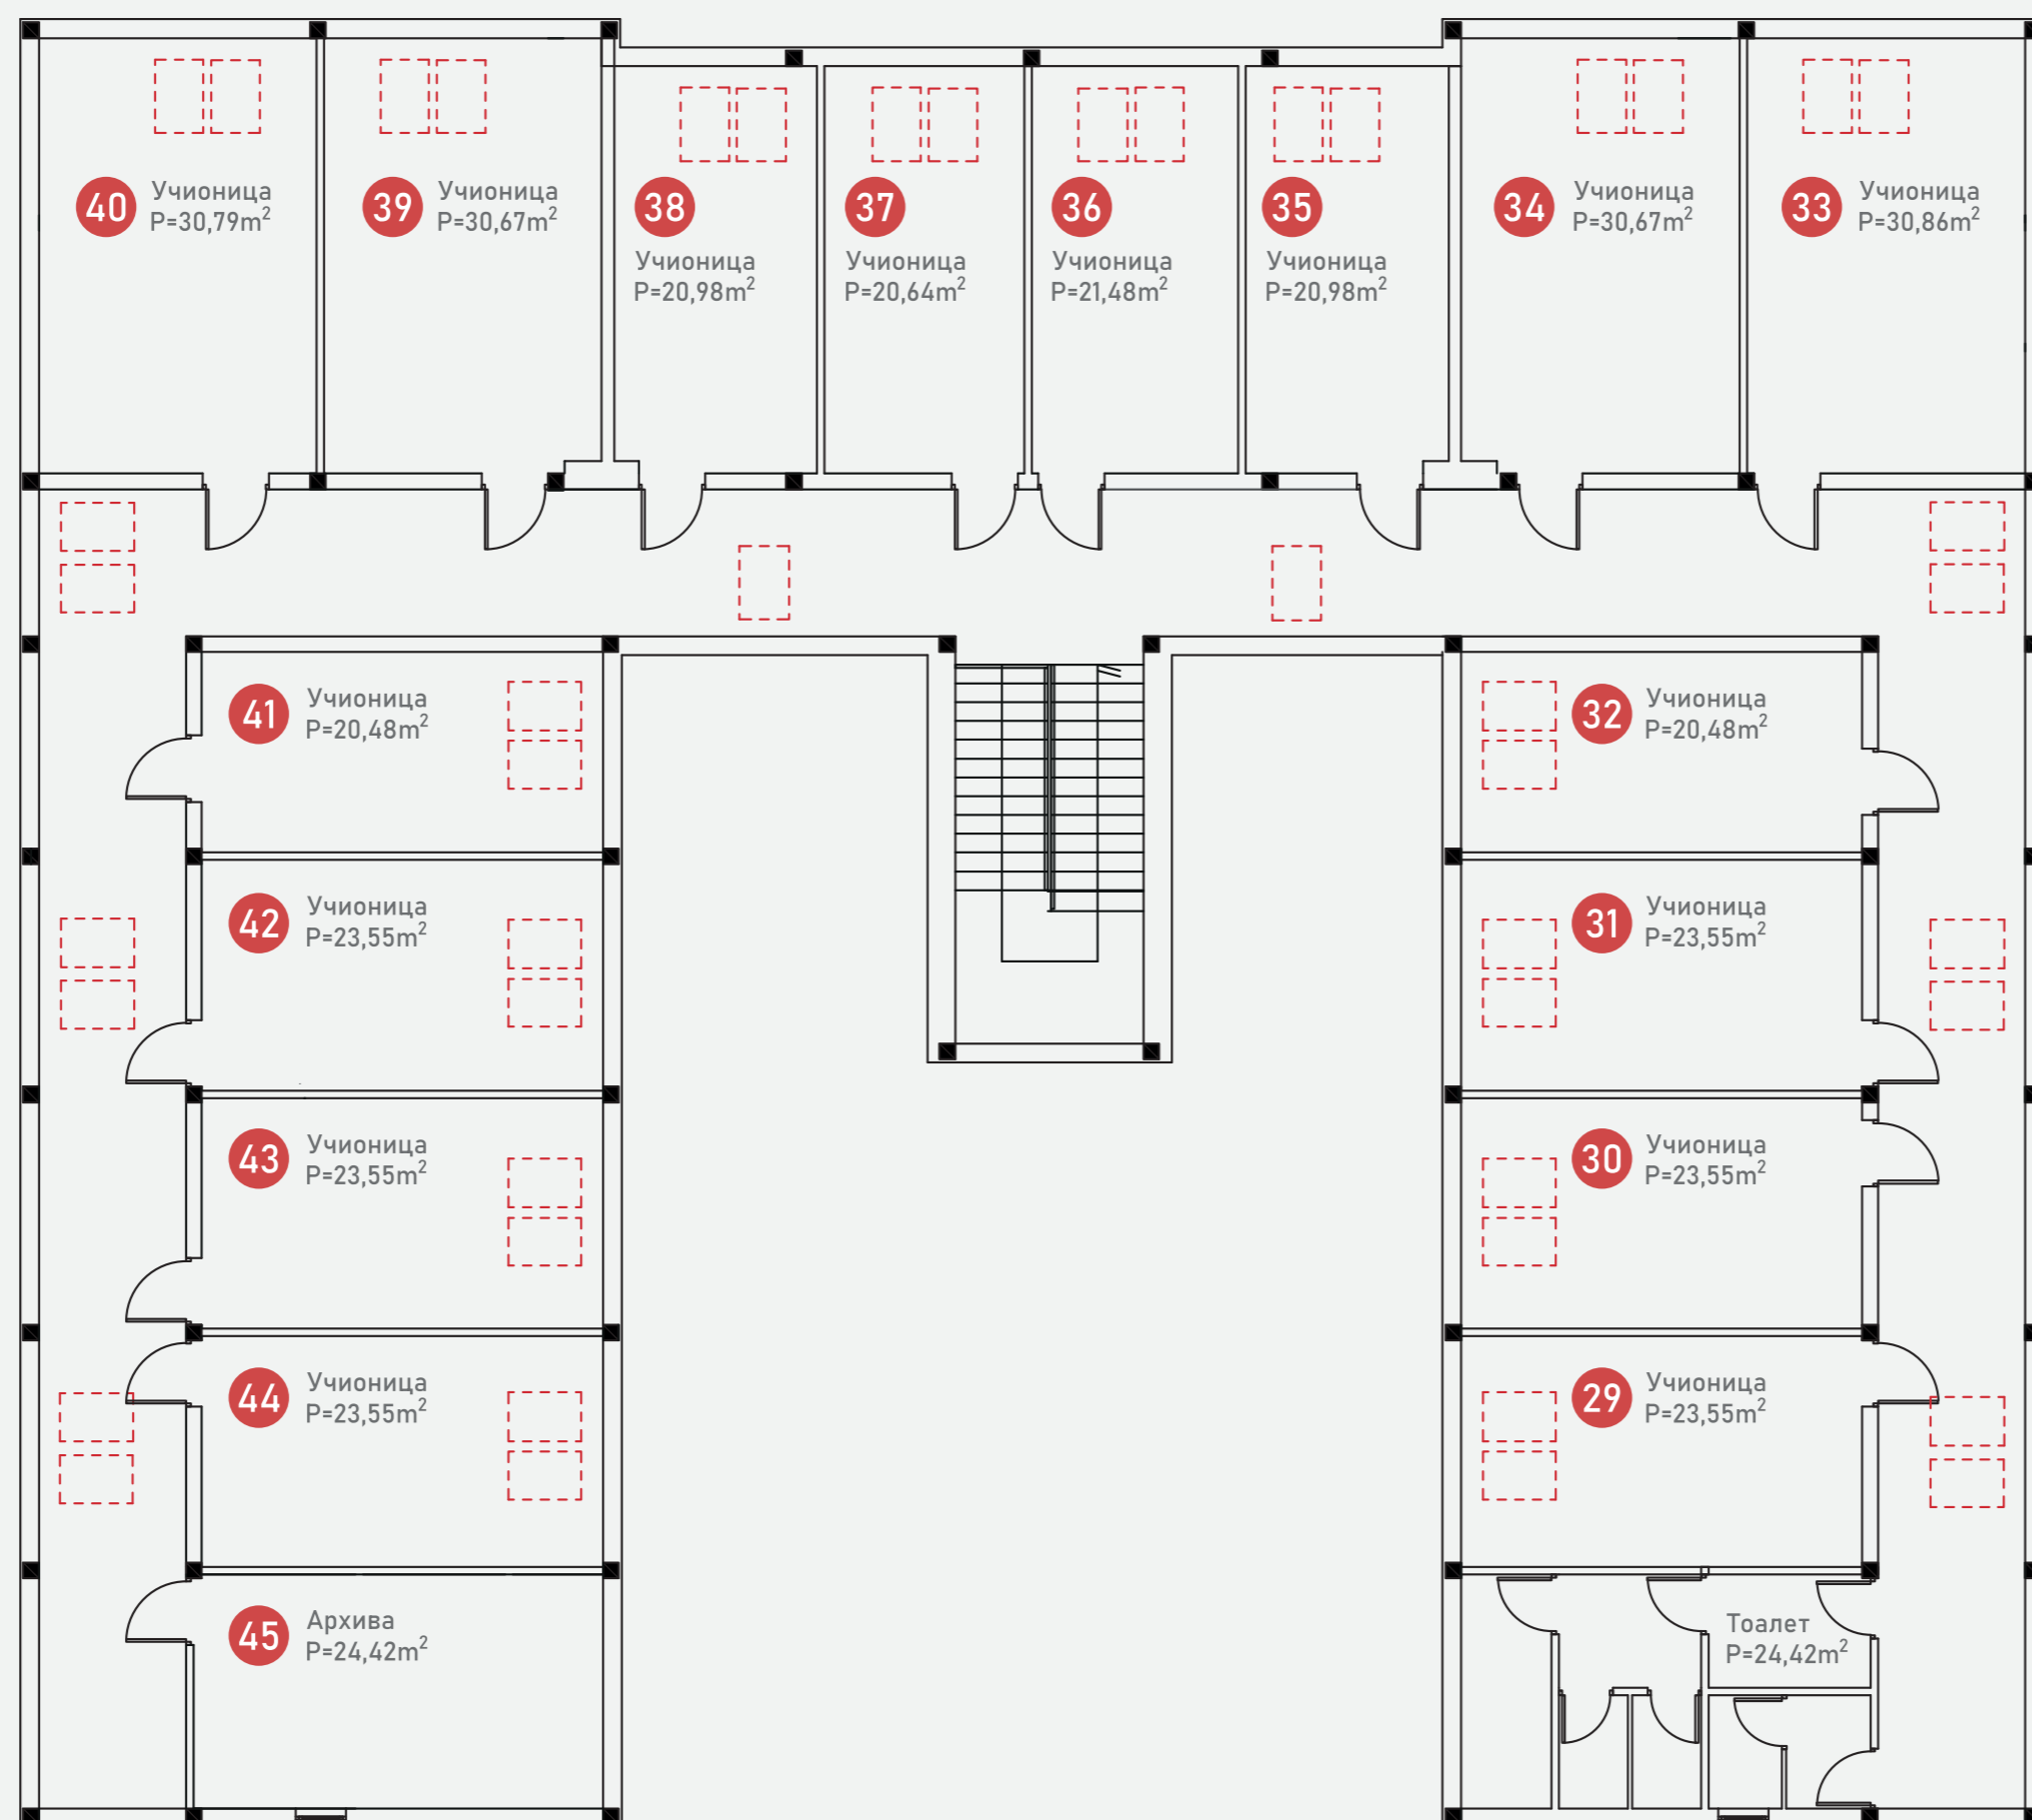 40
Учионица
P=30,79m²
39
Учионица
P=30,67m²
38
Учионица
P=20,98m²
37
Учионица
P=20,64m²
36
Учионица
P=21,48m²
35
Учионица
P=20,98m²
34
Учионица
P=30,67m²
33
Учионица
P=30,86m²
41
Учионица
P=20,48m²
32
Учионица
P=20,48m²
42
Учионица
P=23,55m²
31
Учионица
P=23,55m²
43
Учионица
P=23,55m²
30
Учионица
P=23,55m²
44
Учионица
P=23,55m²
29
Учионица
P=23,55m²
45
Архива
P=24,42m²
Тоалет
P=24,42m²